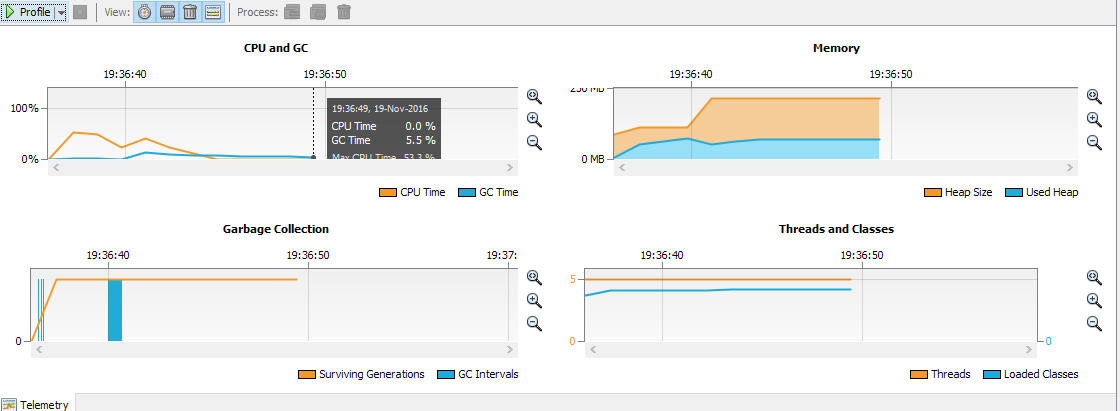 Profile View: Process:
CPU and GC
19:36:40 19:36:50
100%
0%
19:36:49, 19-Nov-2016
CPU Time 0.0 %
GC Time 5.5 %
Max CPU Time 53.3 %
CPU Time GC Time
Memory
19:36:40 19:36:50
250 MB
0 MB
Heap Size Used Heap
Garbage Collection
19:36:40 19:36:50 19:37:
0
Surviving Generations GC Intervals
Threads and Classes
19:36:40 19:36:50
5
0 0
Threads Loaded Classes
Telemetry